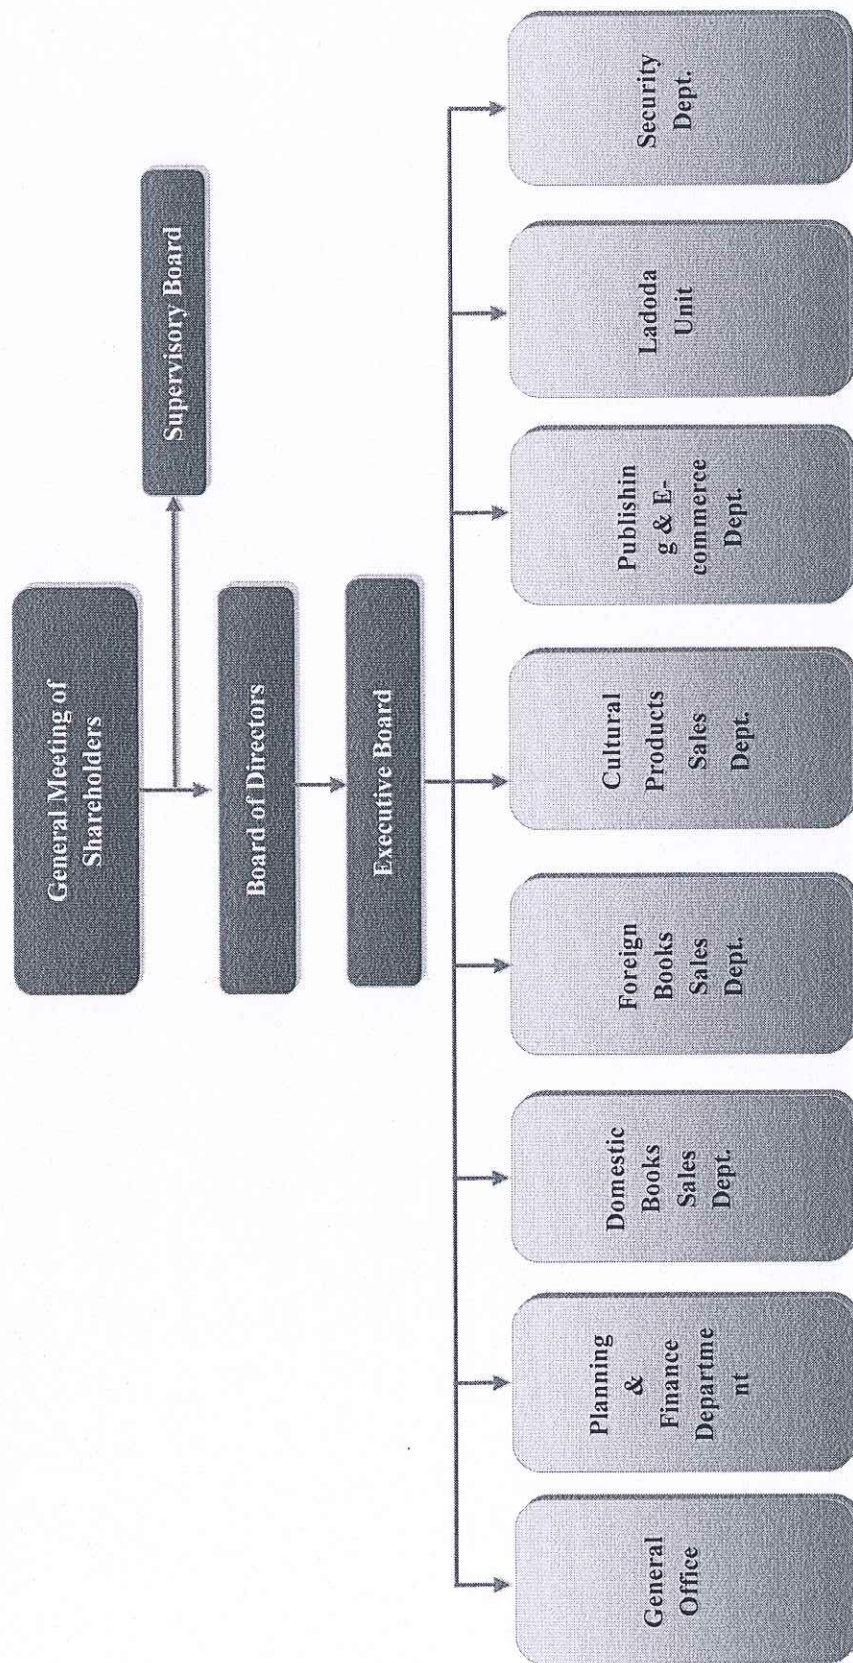 General Meeting of
Shareholders
Supervisory Board
Board of Directors
Executive Board
General
Office
Planning
&
Finance
Departme
nt
Domestic
Books
Sales
Dept.
Foreign
Books
Sales
Dept.
Cultural
Products
Sales
Dept.
Publishin
g & E-
commerce
Dept.
Ladoda
Unit
Security
Dept.